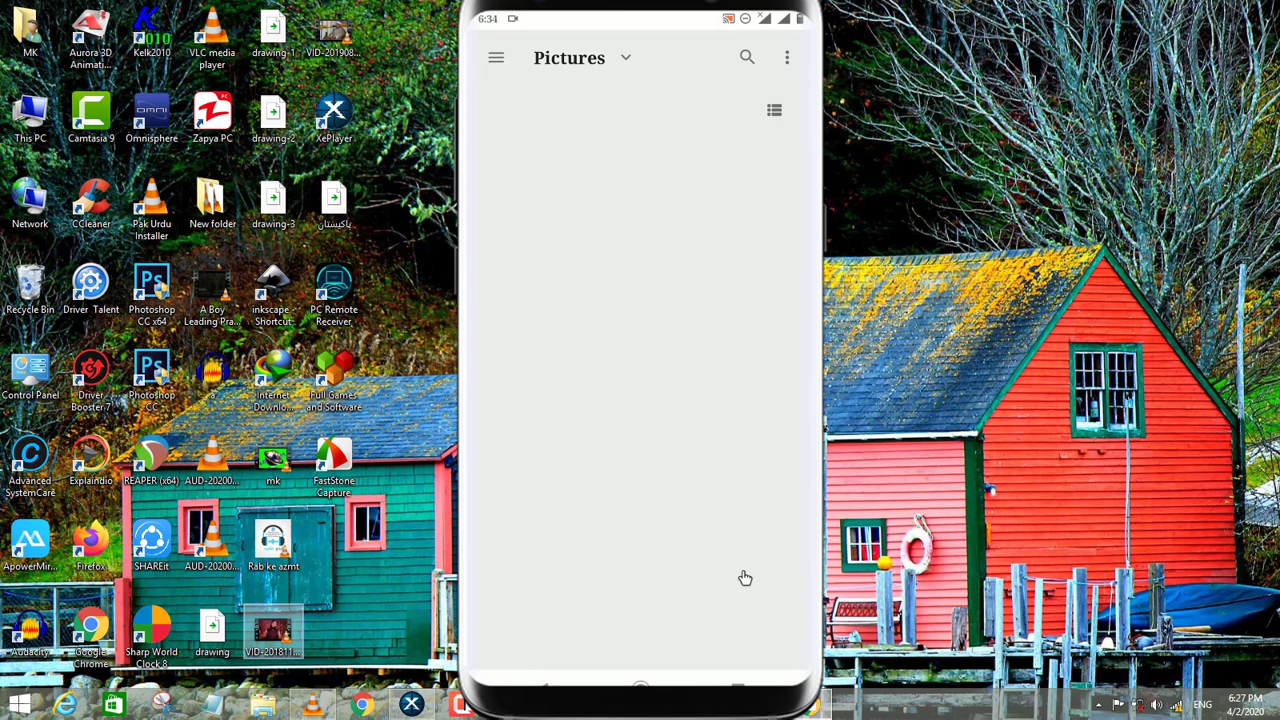 6:34
Pictures
MK
Aurora 3D
Animati...
Kelk2010
VLC media
player
drawing-1
VID-201908...
This PC
Camtasia 9
Omnisphere
Zapya PC
drawing-2
XePlayer
Network
CCleaner
Pak Urdu
Installer
New folder
drawing-3
پاکیستان
Recycle Bin
Driver Talent
Photoshop
CC x64
A Boy
Leading Pra...
inkscape -
Shortcut
PC Remote
Receiver
Control Panel
Driver
Booster 7
Photoshop
CC
a
Internet
Downlo...
Full Games
and Software
Advanced
SystemCare
Explaindio
REAPER (x64)
AUD-20200...
mk
FastStone
Capture
ApowerMir...
Firefox
SHAREit
AUD-20200...
Rab ke azmt
Audacity
Google
Chrome
Sharp World
Clock 8
drawing
VID-201811...
ENG
6:27 PM
4/2/2020